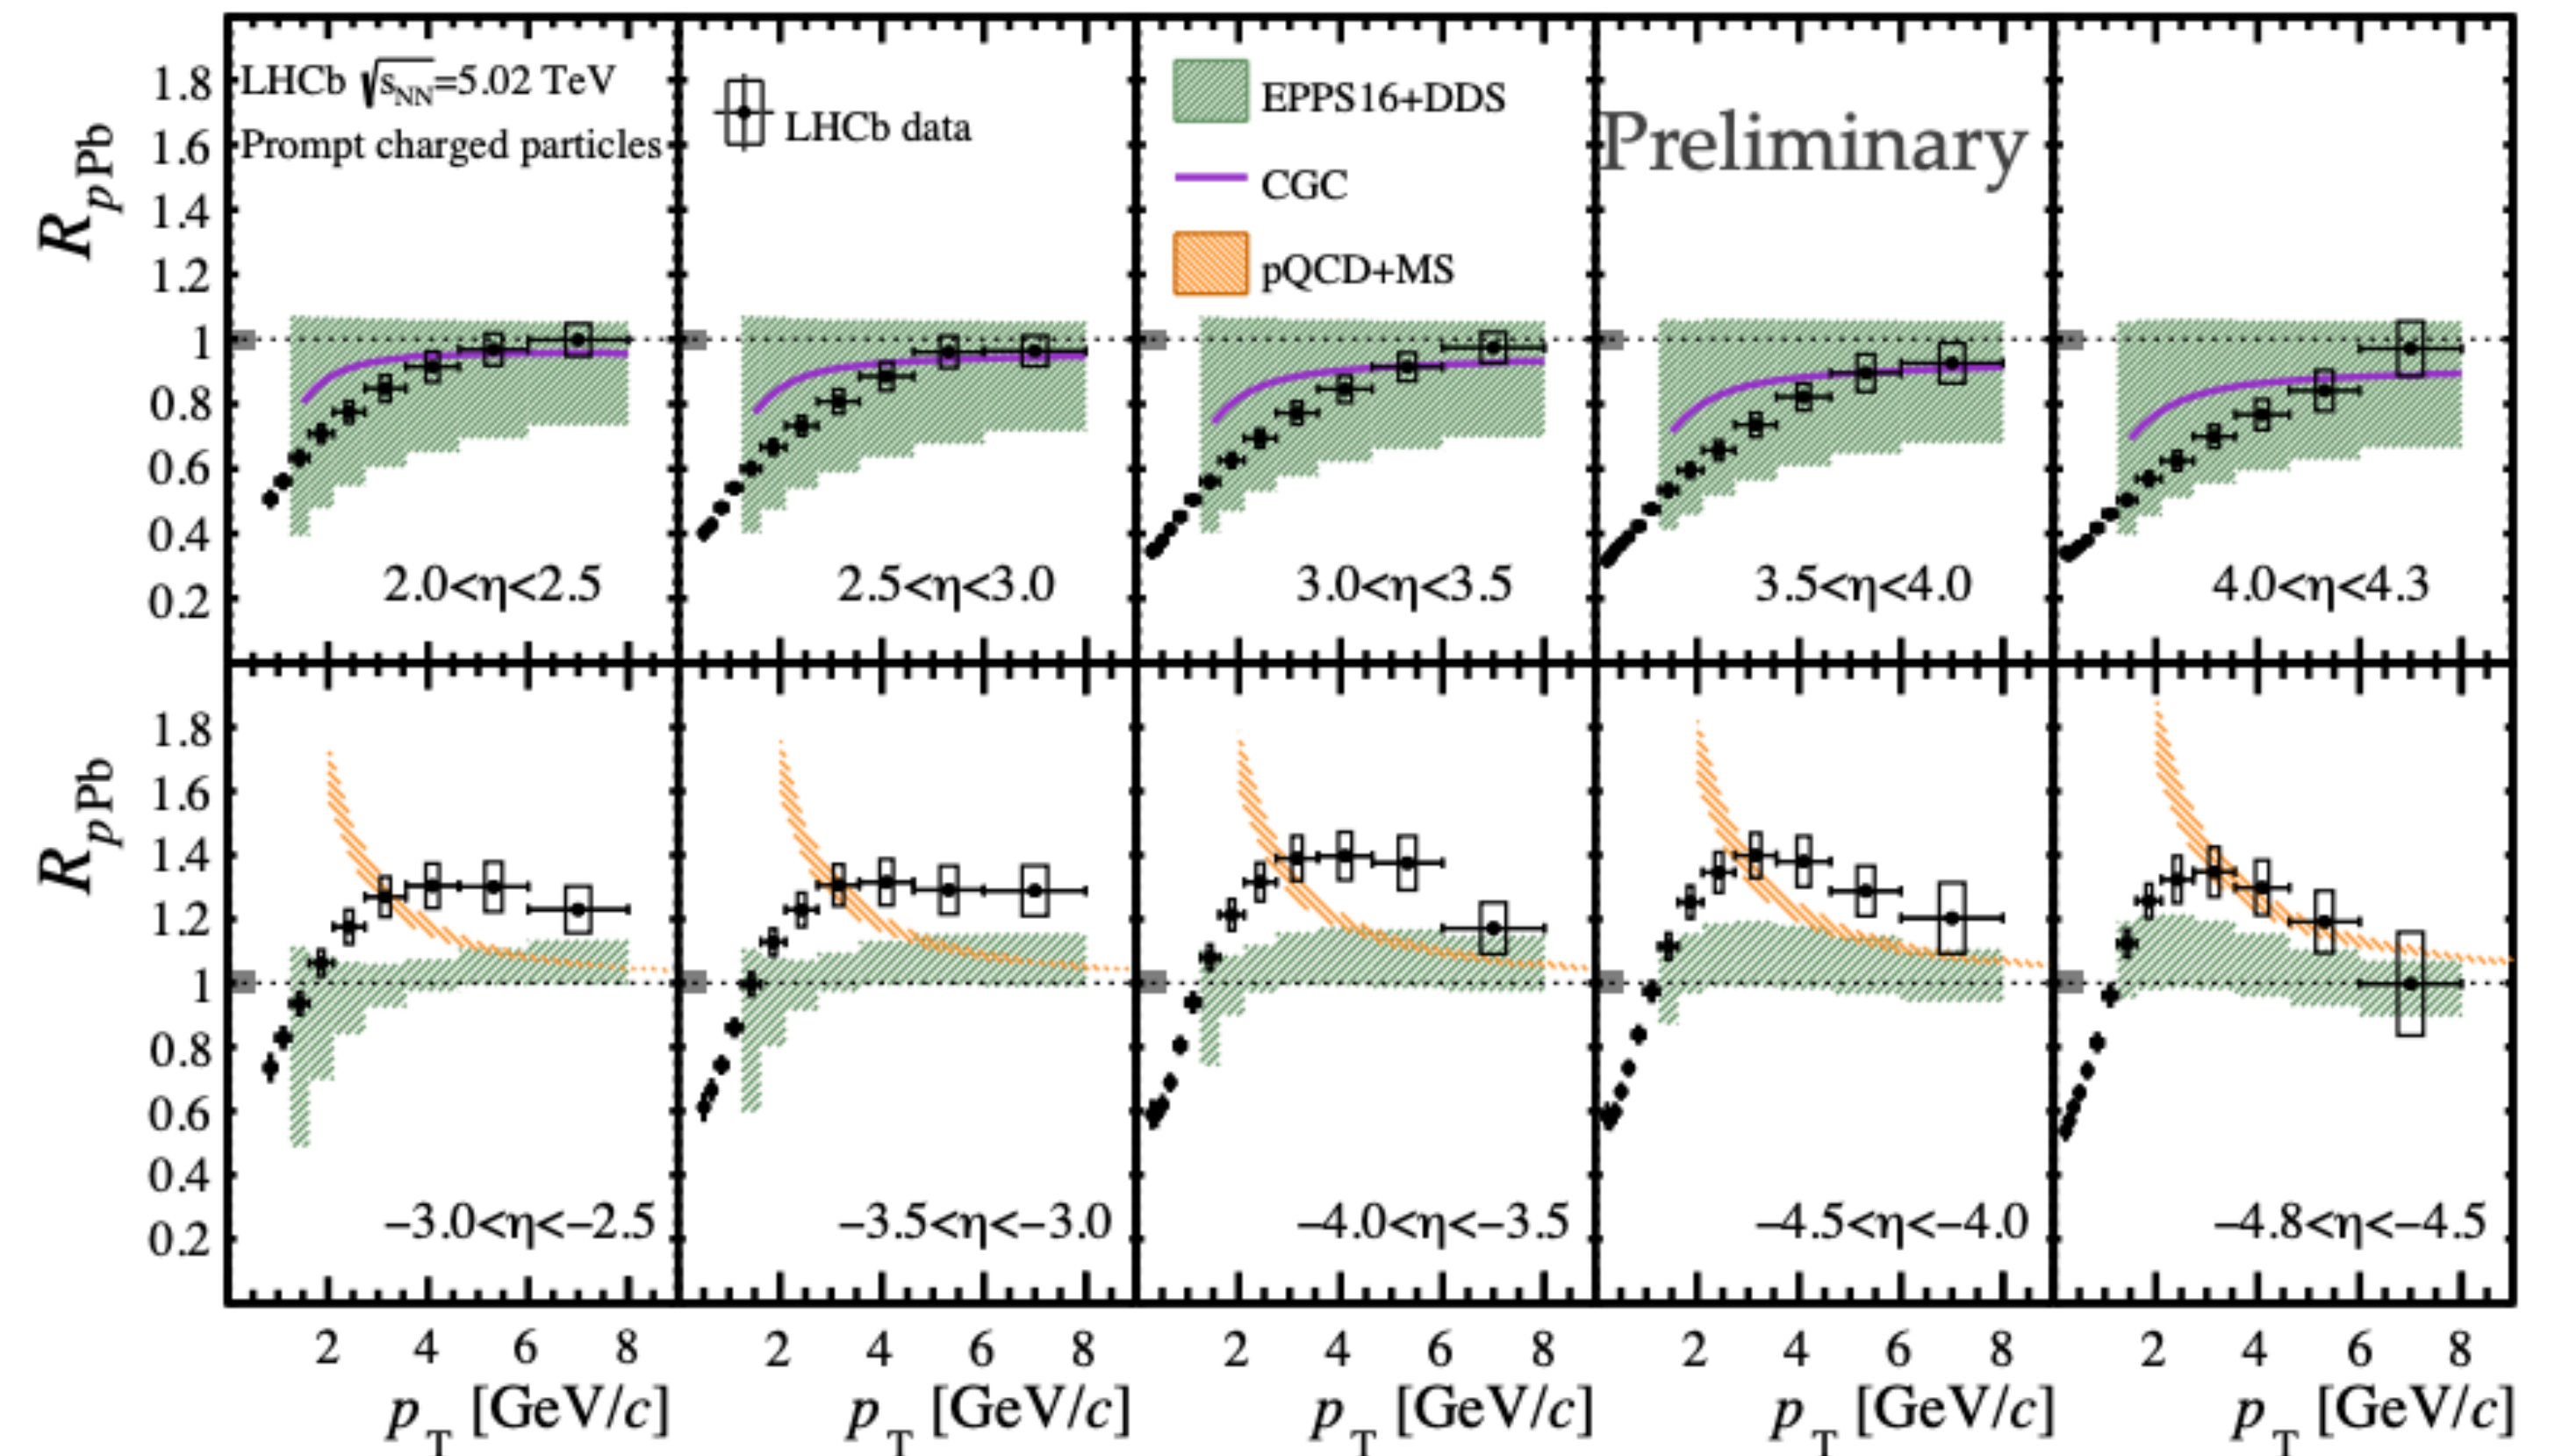 LHCb √sNN=5.02 TeV
Prompt charged particles
LHCb data
EPPS16+DDS
CGC
pQCD+MS
Preliminary
RpPb
1.8
1.6
1.4
1.2
1
0.8
0.6
0.4
0.2
2.0<η<2.5
2.5<η<3.0
3.0<η<3.5
3.5<η<4.0
4.0<η<4.3
RpPb
1.8
1.6
1.4
1.2
1
0.8
0.6
0.4
0.2
−3.0<η<−2.5
−3.5<η<−3.0
−4.0<η<−3.5
−4.5<η<−4.0
−4.8<η<−4.5
2 4 6 8
2 4 6 8
2 4 6 8
2 4 6 8
2 4 6 8
pT [GeV/c]
pT [GeV/c]
pT [GeV/c]
pT [GeV/c]
pT [GeV/c]